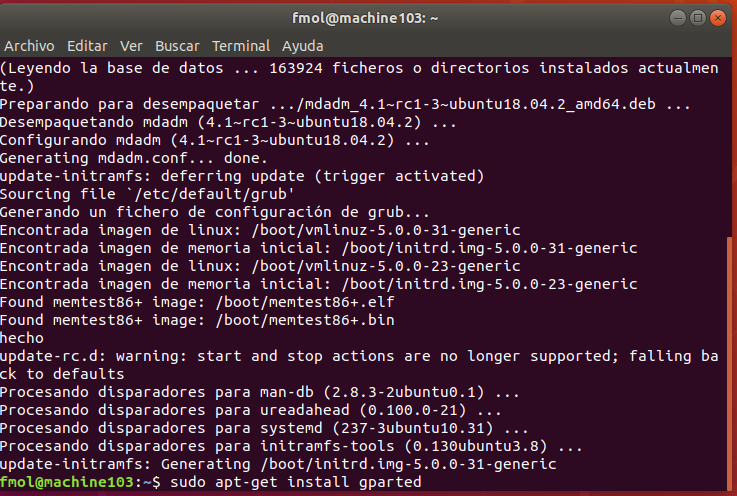 fmol@machine103: ~
Archivo Editar Ver Buscar Terminal Ayuda
(Leyendo la base de datos ... 163924 ficheros o directorios instalados actualmen
te.)
Preparando para desempaquetar .../mdadm_4.1~rc1-3~ubuntu18.04.2_amd64.deb ...
Desempaquetando mdadm (4.1~rc1-3~ubuntu18.04.2) ...
Configurando mdadm (4.1~rc1-3~ubuntu18.04.2) ...
Generating mdadm.conf... done.
update-initramfs: deferring update (trigger activated)
Sourcing file `/etc/default/grub'
Generando un fichero de configuración de grub...
Encontrada imagen de linux: /boot/vmlinuz-5.0.0-31-generic
Encontrada imagen de memoria inicial: /boot/initrd.img-5.0.0-31-generic
Encontrada imagen de linux: /boot/vmlinuz-5.0.0-23-generic
Encontrada imagen de memoria inicial: /boot/initrd.img-5.0.0-23-generic
Found memtest86+ image: /boot/memtest86+.elf
Found memtest86+ image: /boot/memtest86+.bin
hecho
update-rc.d: warning: start and stop actions are no longer supported; falling ba
ck to defaults
Procesando disparadores para man-db (2.8.3-2ubuntu0.1) ...
Procesando disparadores para ureadahead (0.100.0-21) ...
Procesando disparadores para systemd (237-3ubuntu10.31) ...
Procesando disparadores para initramfs-tools (0.130ubuntu3.8) ...
update-initramfs: Generating /boot/initrd.img-5.0.0-31-generic
fmol@machine103:~$ sudo apt-get install gparted